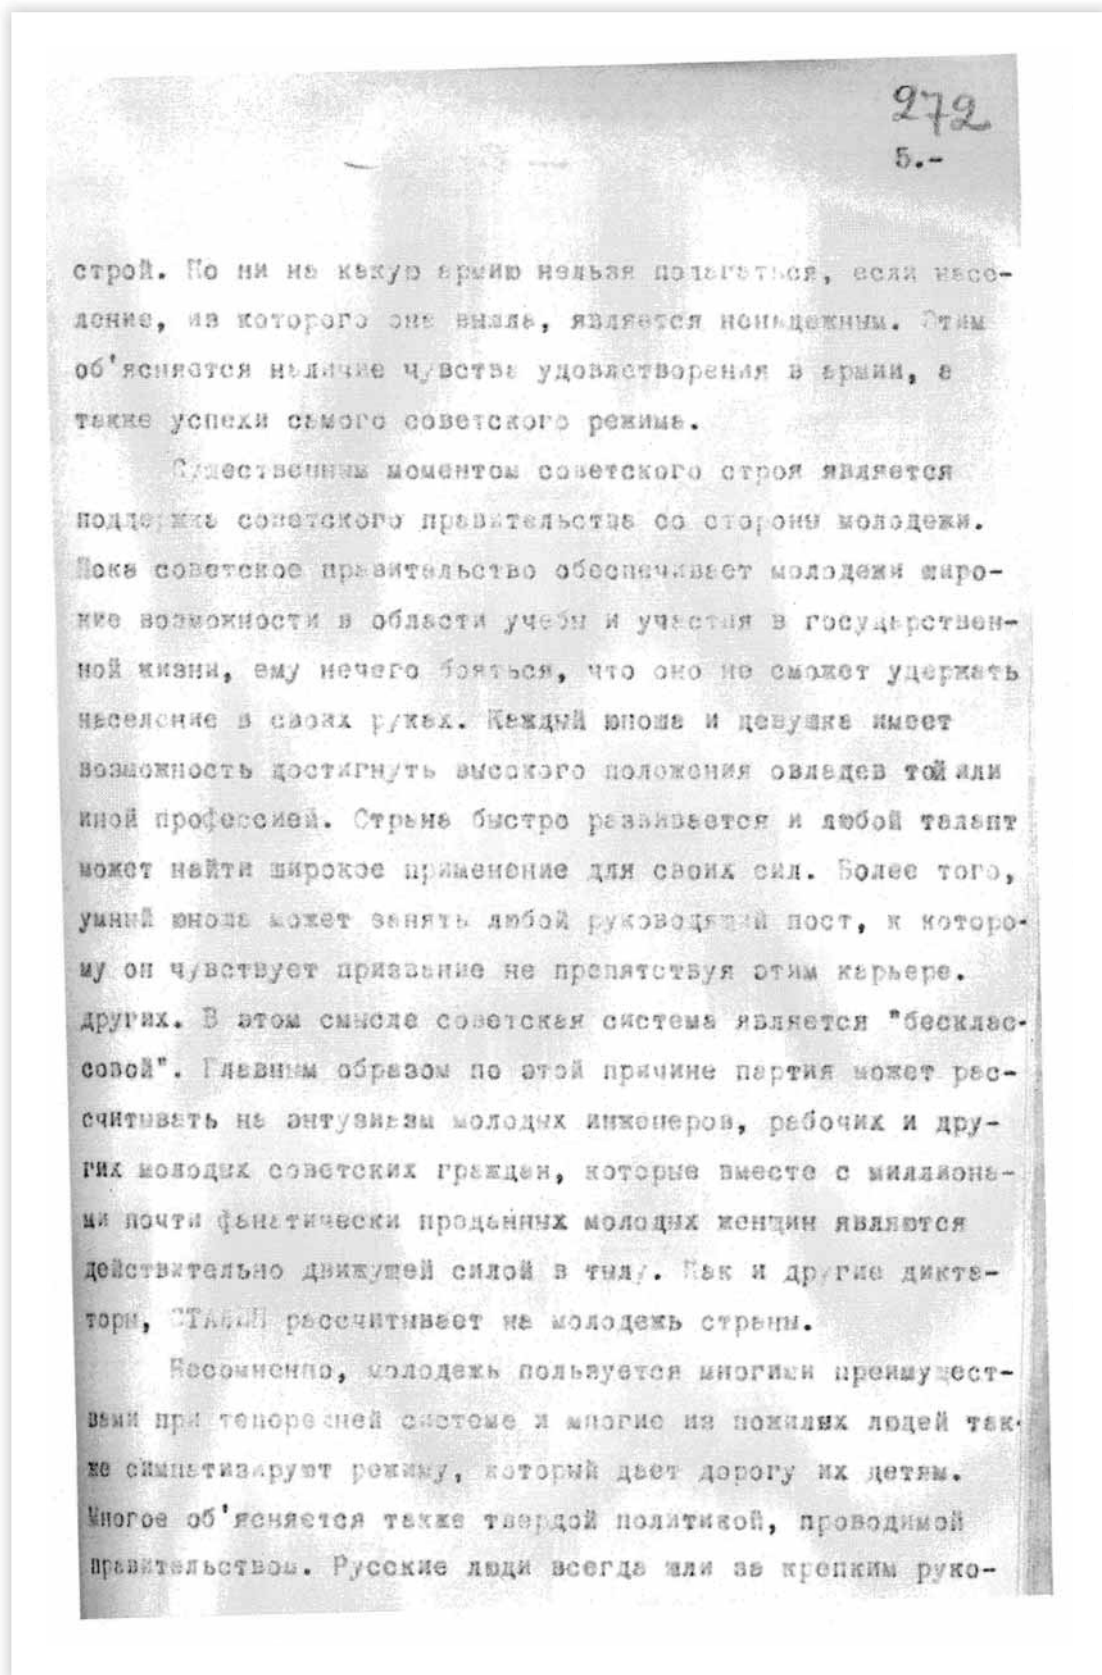 272
5.-
строй. Но ни на какую армию нельзя полагаться, если насе-
ление, из которого она вышла, является ненадежным. Этим
об'ясняется наличие чувства удовлетворения в армии, а
также успехи самого советского режима.
Существенным моментом советского строя является
поддержка советского правительства со стороны молодежи.
Пока советское правительство обеспечивает молодежи широ-
кие возможности в области учебы и участия в государствен-
ной жизни, ему нечего бояться, что оно не сможет удержать
население в своих руках. Каждый юноша и девушка имеет
возможность достигнуть высокого положения овладев той или
иной профессией. Страна быстро развивается и любой талант
может найти широкое применение для своих сил. Более того,
умный юноша может занять любой руководящий пост, к которо-
му он чувствует призвание не препятствуя этим карьере.
других. В этом смысле советская система является "бесклас-
совой". Главным образом по этой причине партия может рас-
считывать на энтузиазм молодых инженеров, рабочих и дру-
гих молодых советских граждан, которые вместе с миллиона-
ми почти фанатически преданных молодых женщин являются
действительно движущей силой в тылу. Как и другие дикта-
торы, СТАЛИН рассчитывает на молодежь страны.
Несомненно, молодежь пользуется многими преимущест-
вами при теперешней системе и многие из пожилых людей так-
же симпатизируют режиму, который дает дорогу их детям.
Многое об'ясняется также твердой политикой, проводимой
правительством. Русские люди всегда шли за крепким руко-